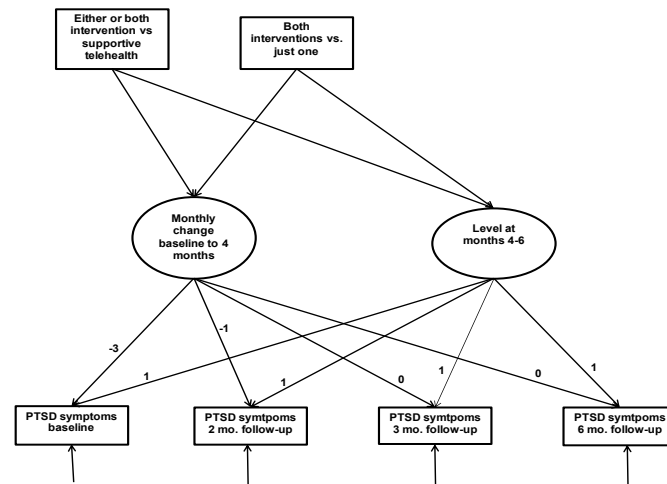 Either or both
intervention vs
supportive
telehealth
Both
interventions vs.
just one
Monthly
change
baseline to 4
months
Level at
months 4-6
-3
-1
1
1
0
1
0
1
PTSD symptoms
baseline
PTSD symtpoms
2 mo. follow-up
PTSD symtpoms
3 mo. follow-up
PTSD symtpoms
6 mo. follow-up